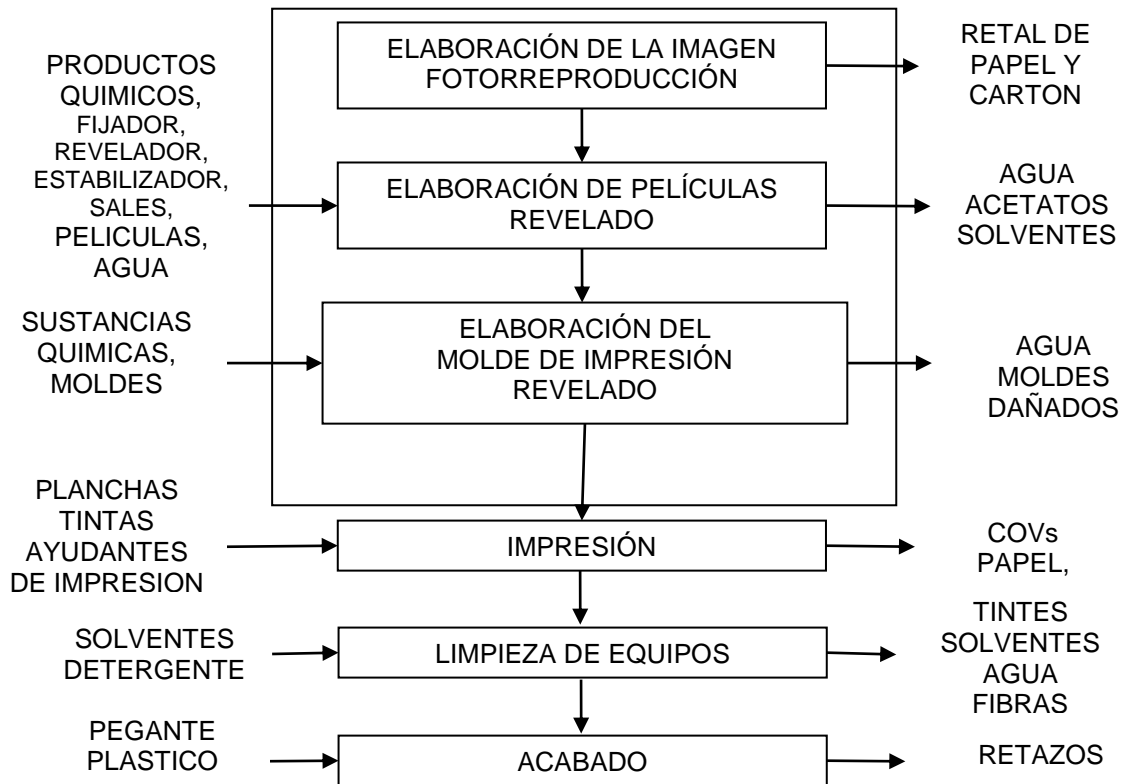 ELABORACIÓN DE LA IMAGEN
FOTORREPRODUCCIÓN
RETAL DE
PAPEL Y
CARTON
PRODUCTOS
QUIMICOS,
FIJADOR,
REVELADOR,
ESTABILIZADOR,
SALES,
PELICULAS,
AGUA
ELABORACIÓN DE PELÍCULAS
REVELADO
AGUA
ACETATOS
SOLVENTES
SUSTANCIAS
QUIMICAS,
MOLDES
ELABORACIÓN DEL
MOLDE DE IMPRESIÓN
REVELADO
AGUA
MOLDES
DAÑADOS
PLANCHAS
TINTAS
AYUDANTES
DE IMPRESION
IMPRESIÓN
COVs
PAPEL,
SOLVENTES
DETERGENTE
LIMPIEZA DE EQUIPOS
TINTES
SOLVENTES
AGUA
FIBRAS
PEGANTE
PLASTICO
ACABADO
RETAZOS